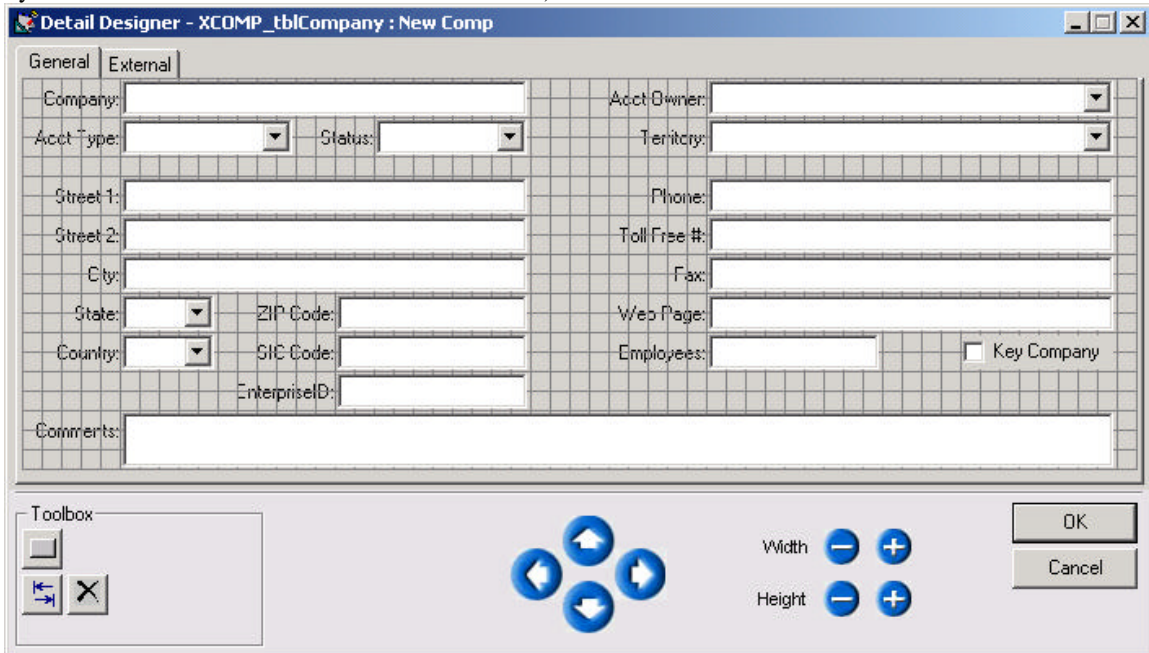 Detail Designer - XCOMP_tblCompany : New Comp
General External
Company: Acct Owner:
Acct Type: Status: Territory:
Street 1: Phone:
Street 2: Toll Free #:
City: Fax:
State: ZIP Code: Web Page:
Country: SIC Code: Employees: Key Company
EnterpriseID:
Comments:
Toolbox
OK
Width
Cancel
Height